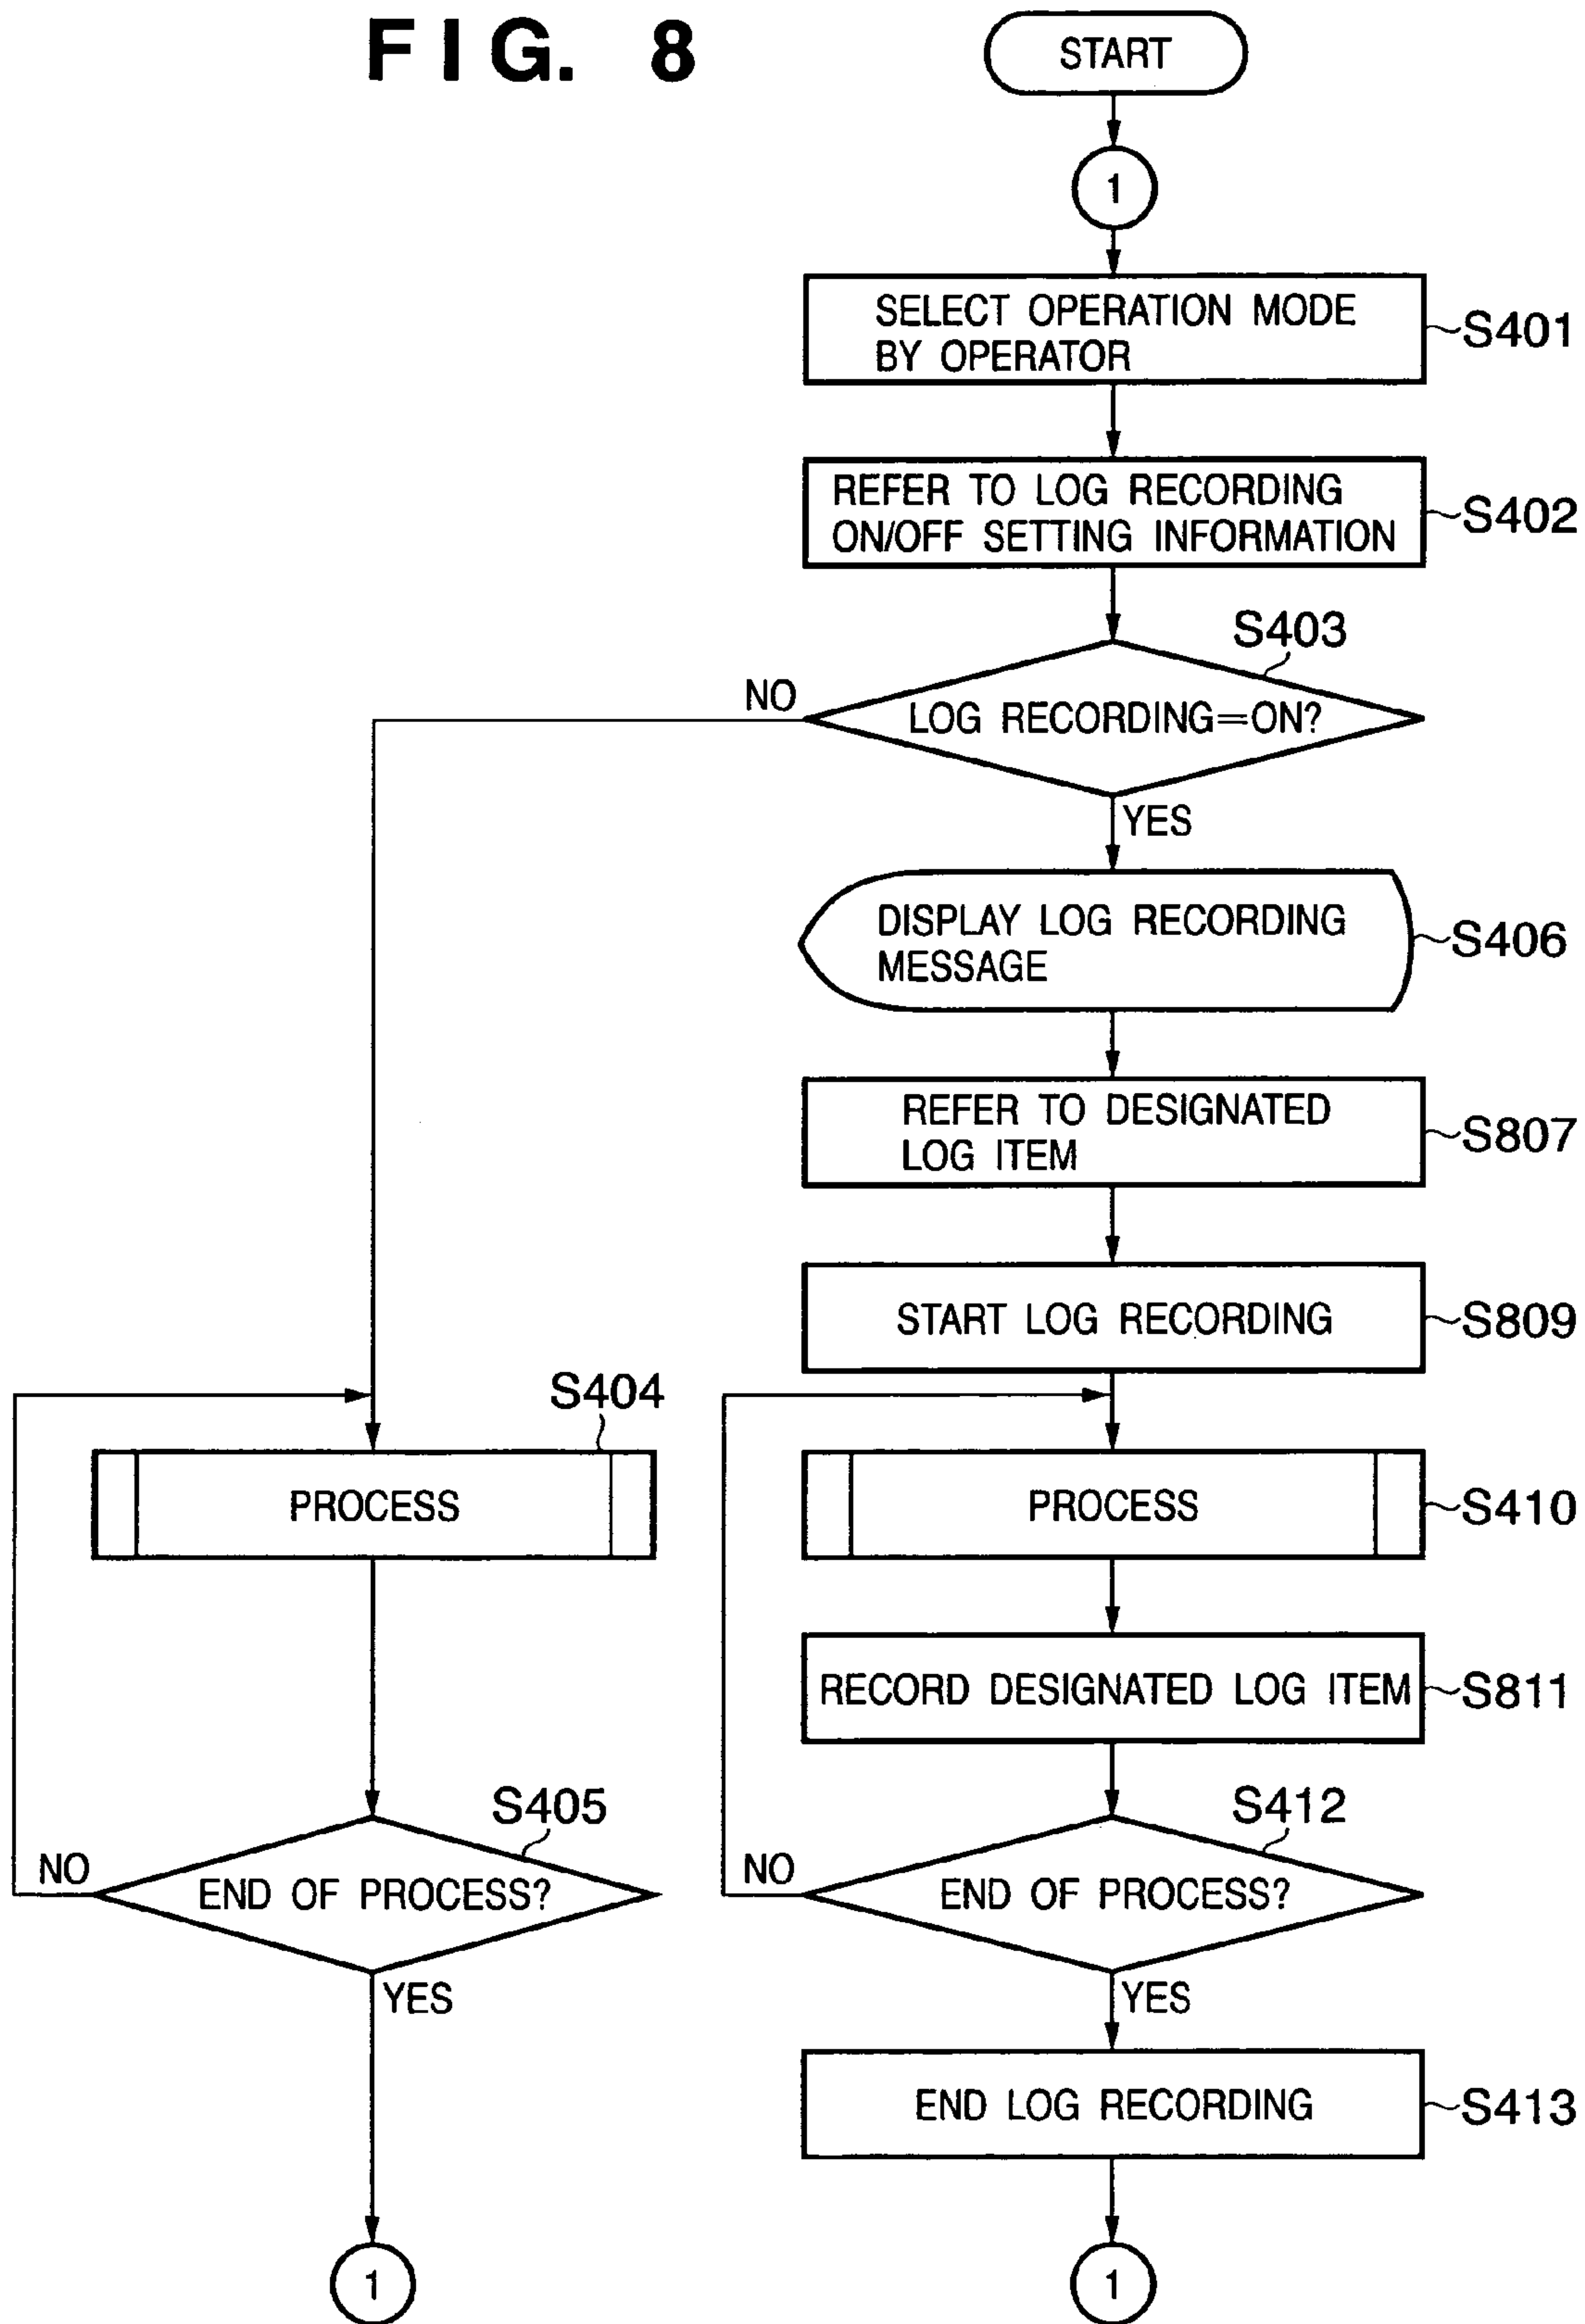 FIG. 8
START
1
SELECT OPERATION MODE
BY OPERATOR
S401
REFER TO LOG RECORDING
ON/OFF SETTING INFORMATION
S402
S403
LOG RECORDING=ON?
NO
YES
DISPLAY LOG RECORDING
MESSAGE
S406
REFER TO DESIGNATED
LOG ITEM
S807
START LOG RECORDING
S809
S404
PROCESS
PROCESS
S410
RECORD DESIGNATED LOG ITEM
S811
S405
END OF PROCESS?
NO
YES
S412
END OF PROCESS?
NO
YES
END LOG RECORDING
S413
1
1